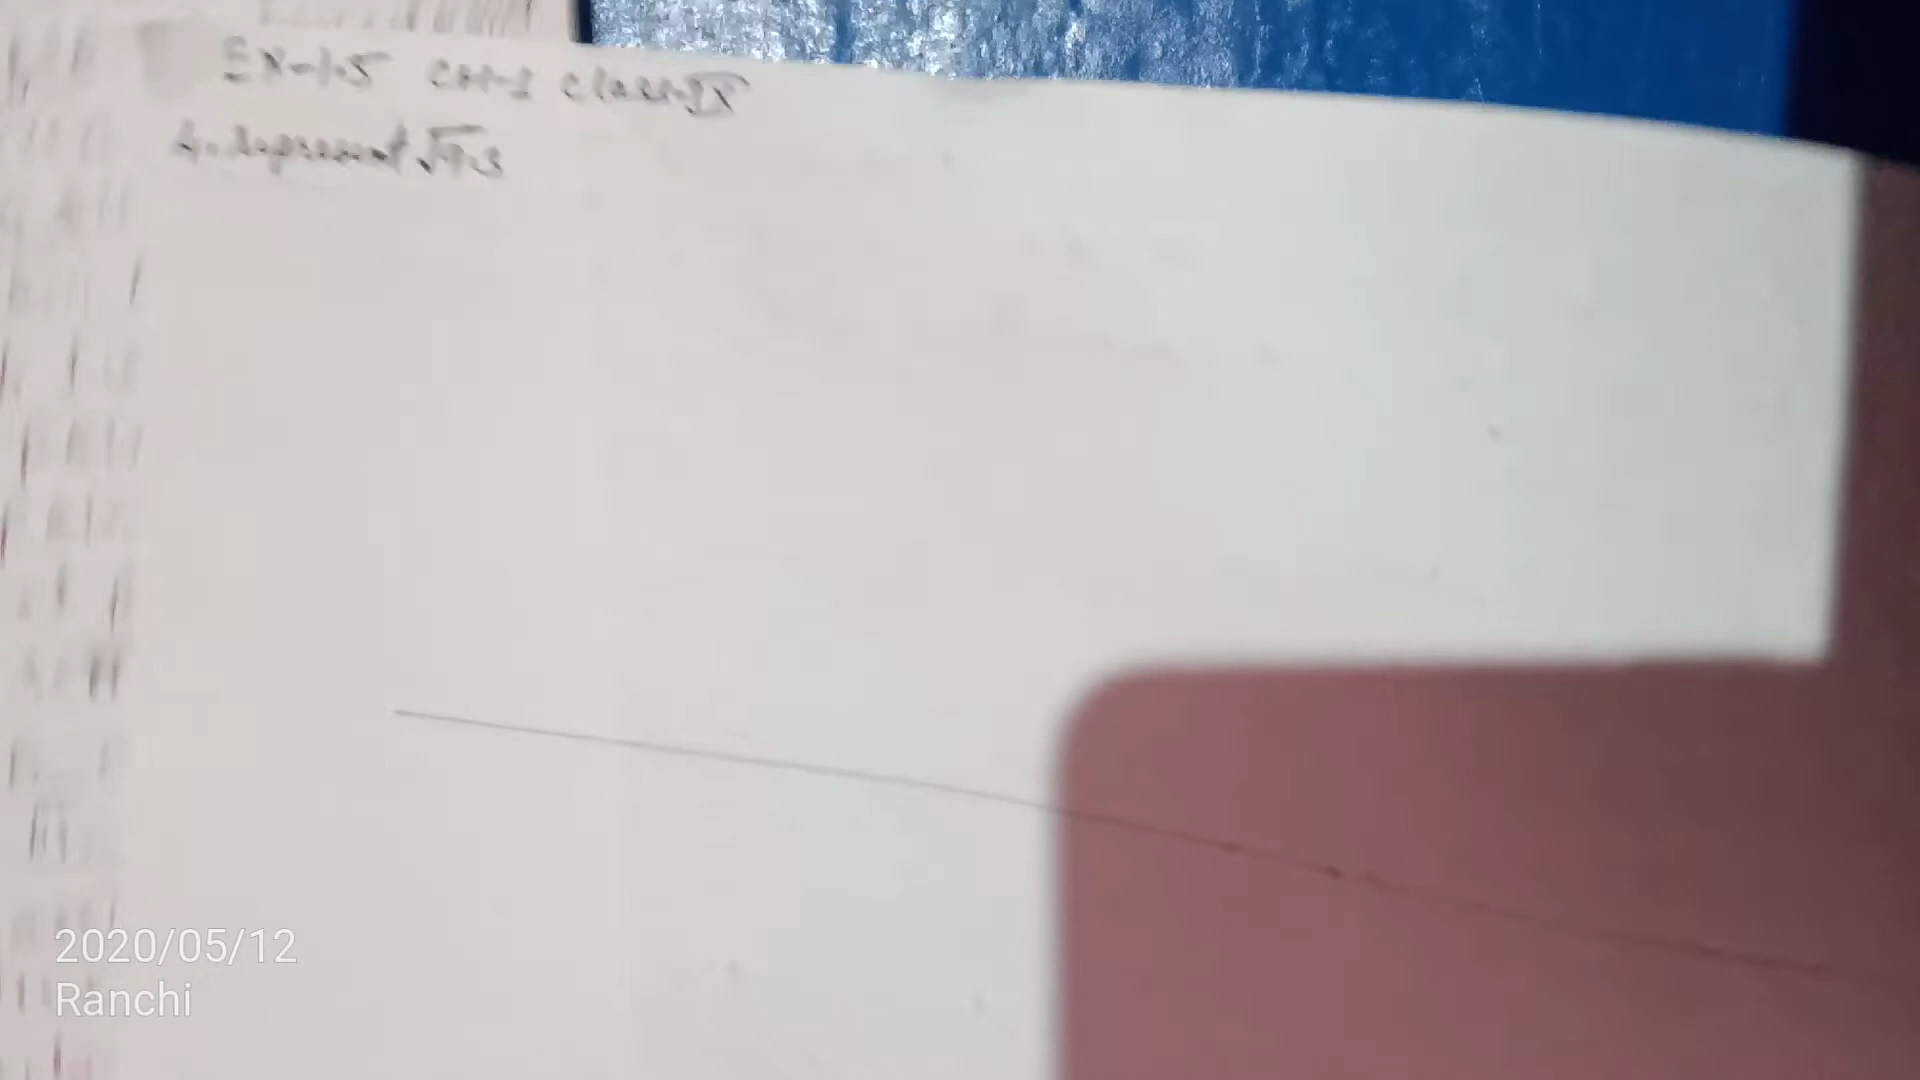 Ex-1.5 CH-1 Class-IX
4. Represent √9.3
2020/05/12
Ranchi